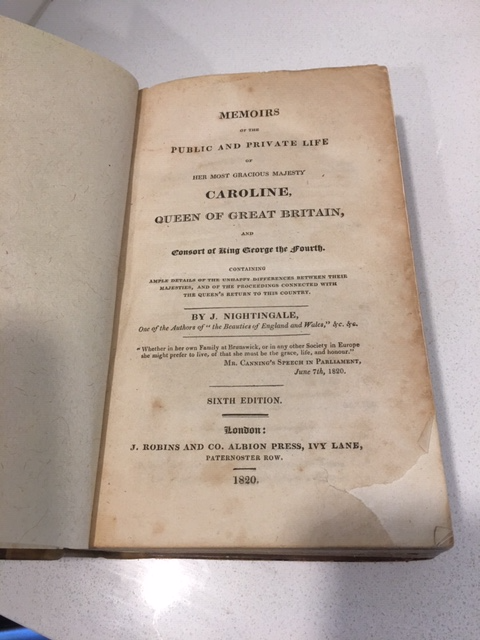 MEMOIRS
OF THE
PUBLIC AND PRIVATE LIFE
OF
HER MOST GRACIOUS MAJESTY
CAROLINE,
QUEEN OF GREAT BRITAIN,
AND
Consort of King George the Fourth.
CONTAINING
AMPLE DETAILS OF THE UNHAPPY DIFFERENCES BETWEEN THEIR
MAJESTIES, AND OF THE PROCEEDINGS CONNECTED WITH
THE QUEEN'S RETURN TO THIS COUNTRY.
BY J. NIGHTINGALE,
One of the Authors of "the Beauties of England and Wales," &c. &c.
"Whether in her own Family at Brunswick, or in any other Society in Europe
she might prefer to live, of that she must be the grace, life, and honour."
MR. CANNING'S SPEECH IN PARLIAMENT,
June 7th, 1820.
SIXTH EDITION.
London:
J. ROBINS AND CO. ALBION PRESS, IVY LANE,
PATERNOSTER ROW.
1820.